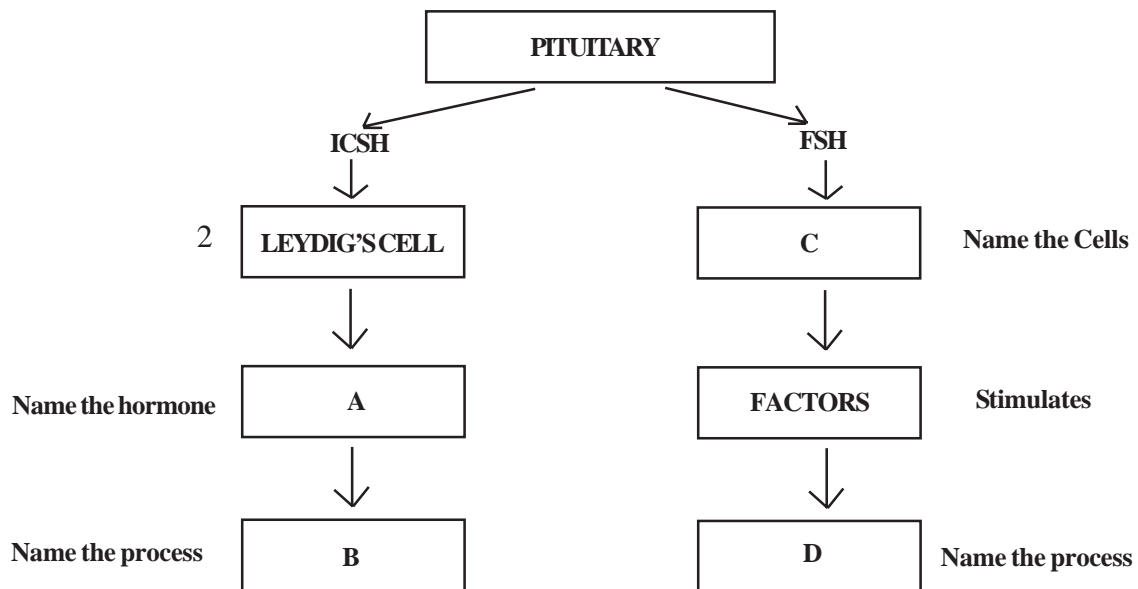 PITUITARY
ICSH FSH
2 LEYDIG'S CELL C Name the Cells
Name the hormone A FACTORS Stimulates
Name the process B D Name the process